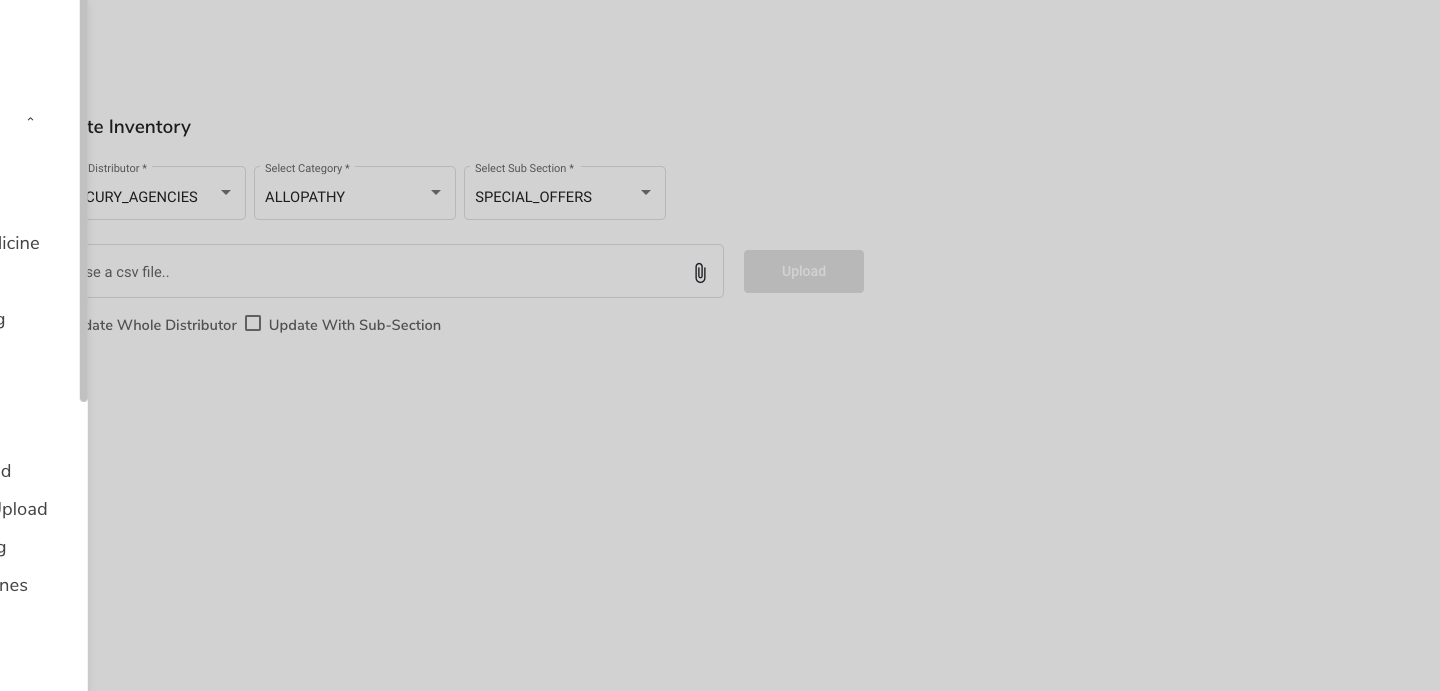 te Inventory
Distributor * Select Category * Select Sub Section *
CURY_AGENCIES ALLOPATHY SPECIAL_OFFERS
licine
se a csv file.. Upload
g
date Whole Distributor Update With Sub-Section
d
Upload
g
nes